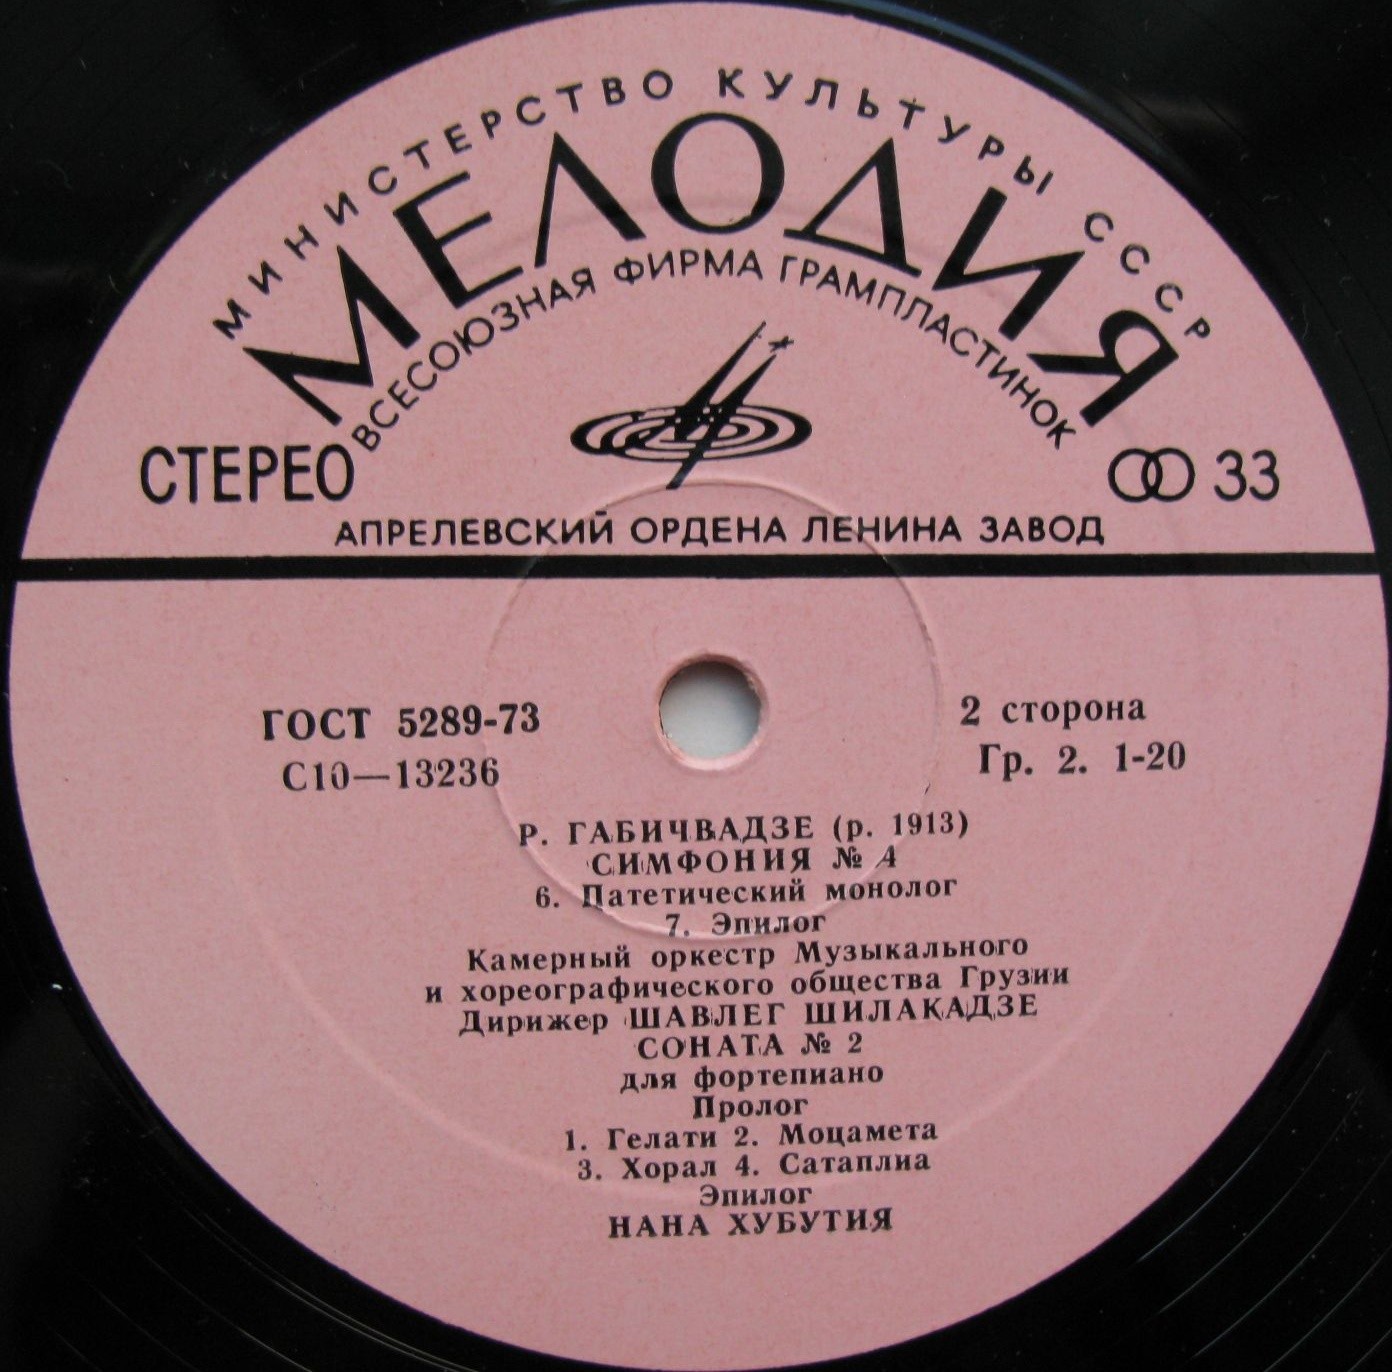 МИНИСТЕРСТВО КУЛЬТУРЫ СССР
МЕЛОДИЯ
ВСЕСОЮЗНАЯ ФИРМА ГРАМПЛАСТИНОК
СТЕРЕО
33
АПРЕЛЕВСКИЙ ОРДЕНА ЛЕНИНА ЗАВОД
ГОСТ 5289-73
С10—13236
2 сторона
Гр. 2. 1-20
Р. ГАБИЧВАДЗЕ (р. 1913)
СИМФОНИЯ № 4
6. Патетический монолог
7. Эпилог
Камерный оркестр Музыкального
и хореографического общества Грузии
Дирижер ШАВЛЕГ ШИЛАКАДЗЕ
СОНАТА № 2
для фортепиано
Пролог
1. Гелати 2. Моцамета
3. Хорал 4. Сатаплиа
Эпилог
НАНА ХУБУТИЯ